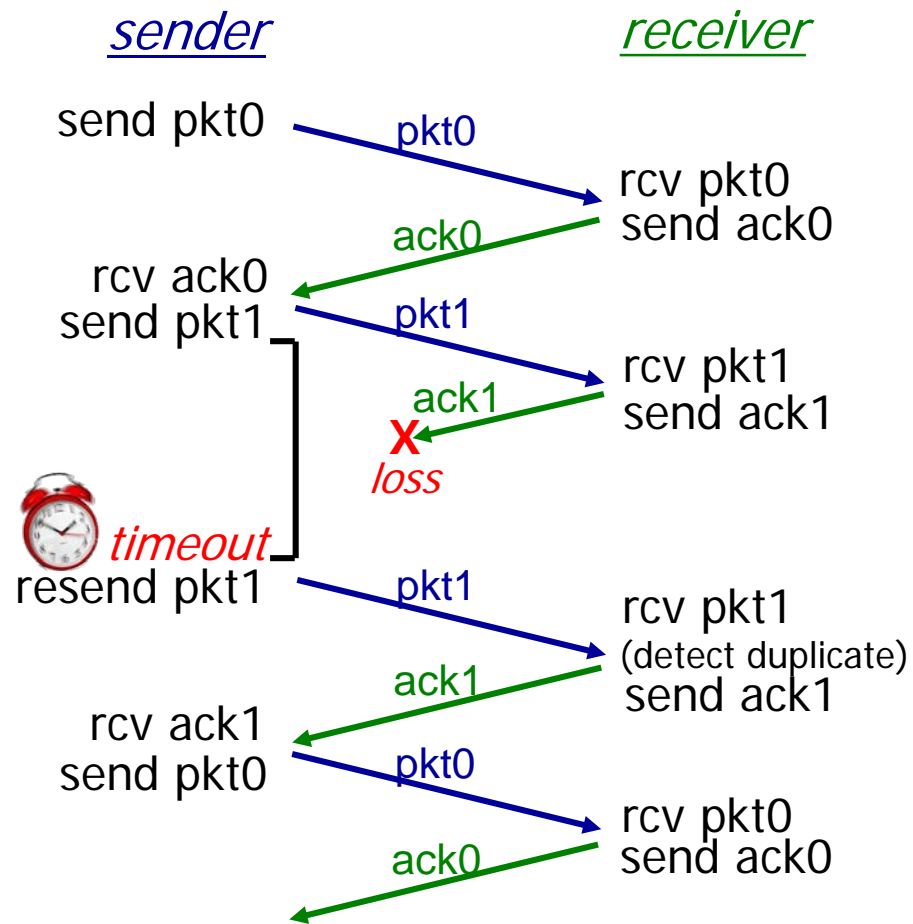 sender
receiver
send pkt0
pkt0
rcv pkt0
send ack0
ack0
rcv ack0
send pkt1
pkt1
rcv pkt1
send ack1
ack1
X
loss
timeout
resend pkt1
pkt1
rcv pkt1
(detect duplicate)
send ack1
ack1
rcv ack1
send pkt0
pkt0
rcv pkt0
send ack0
ack0